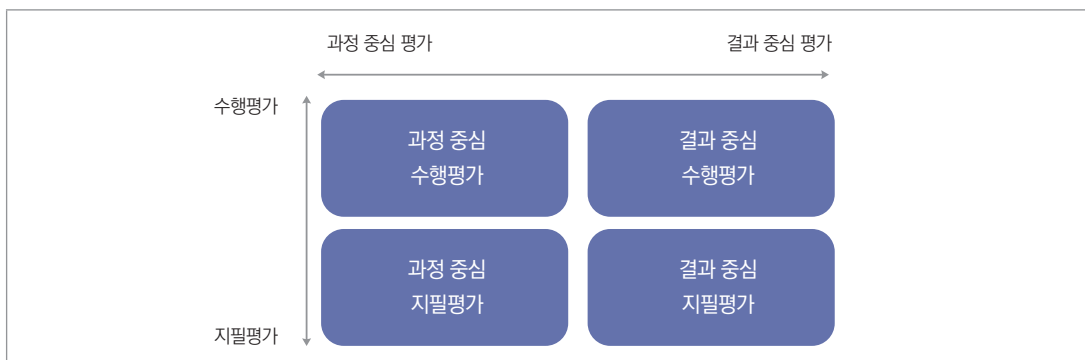 과정 중심 평가
결과 중심 평가
수행평가
과정 중심
수행평가
결과 중심
수행평가
과정 중심
지필평가
결과 중심
지필평가
지필평가